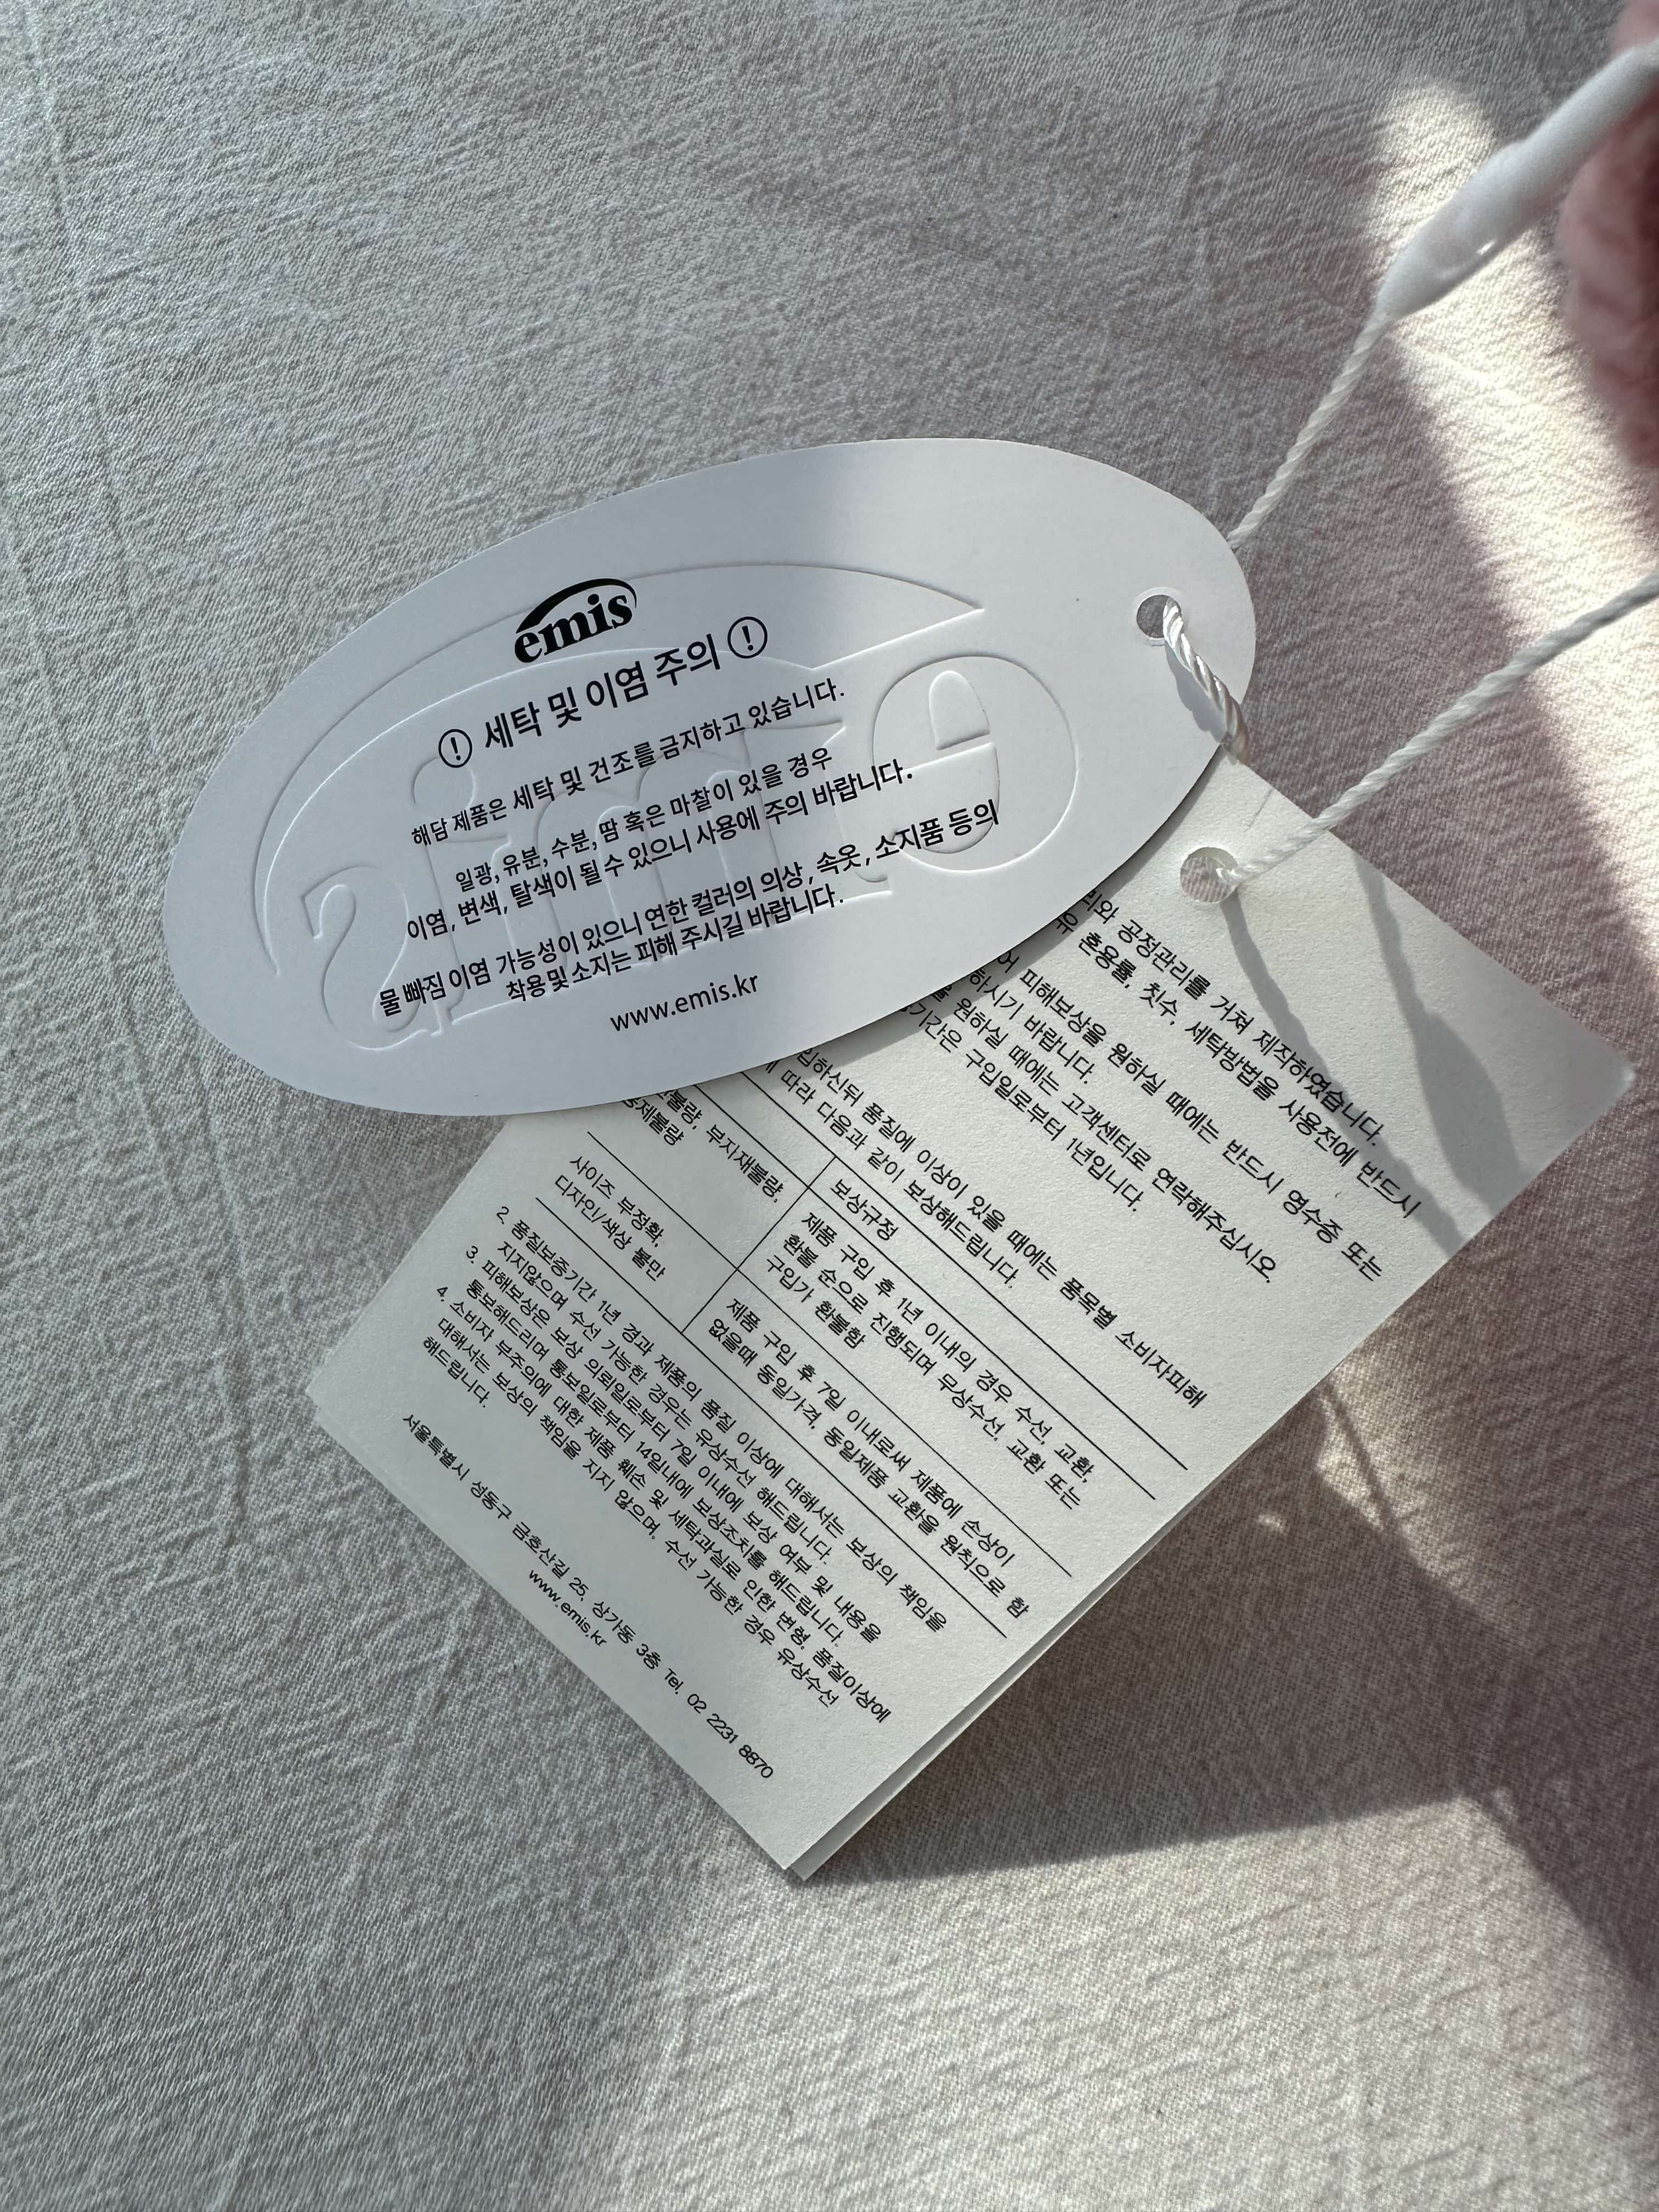 emis
! 세탁 및 이염 주의 !
해담 제품은 세탁 및 건조를 금지하고 있습니다.
일광, 유분, 수분, 땀 혹은 마찰이 있을 경우
이염, 변색, 탈색이 될 수 있으니 사용에 주의 바랍니다.
물 빠짐 이염 가능성이 있으니 연한 컬러의 의상, 속옷, 소지품 등의
착용 및 소지는 피해 주시길 바랍니다.
www.emis.kr
emis
공정관리를 거쳐 제작하였습니다.
혼용률, 칫수, 세탁방법을 사용전에 반드시
피해보상을 원하실 때에는 반드시 영수증 또는
하시기 바랍니다.
원하실 때에는 고객센터로 연락해주십시오.
구입일로부터 1년입니다.
품질에 이상이 있을 때에는 품목별 소비자피해
따라 다음과 같이 보상해드립니다.
보상규정
부자재불량,
제품 구입 후 1년 이내의 경우 수선, 교환,
환불 순으로 진행되며 무상수선, 교환 또는
구입가 환불함
사이즈 부정확,
디자인/색상 불만
제품 구입 후 7일 이내로써 제품에 손상이
없을때 동일가격, 동일제품 교환을 원칙으로 함
2. 품질보증기간 1년 경과 제품의 품질 이상에 대해서는 보상의 책임을
지지않으며 수선 가능한 경우는 유상수선 해드립니다.
3. 피해보상은 보상 의뢰일로부터 7일 이내에 보상 여부 및 내용을
통보해드리며 통보일로부터 14일내에 보상조치를 해드립니다.
4. 소비자 부주의에 대한 제품 훼손 및 세탁과실로 인한 변형, 품질이상에
대해서는 보상의 책임을 지지 않으며, 수선 가능한 경우 유상수선
해드립니다.
서울특별시 성동구 금호산길 25, 상가동 3층 Tel. 02 2231 8870
www.emis.kr